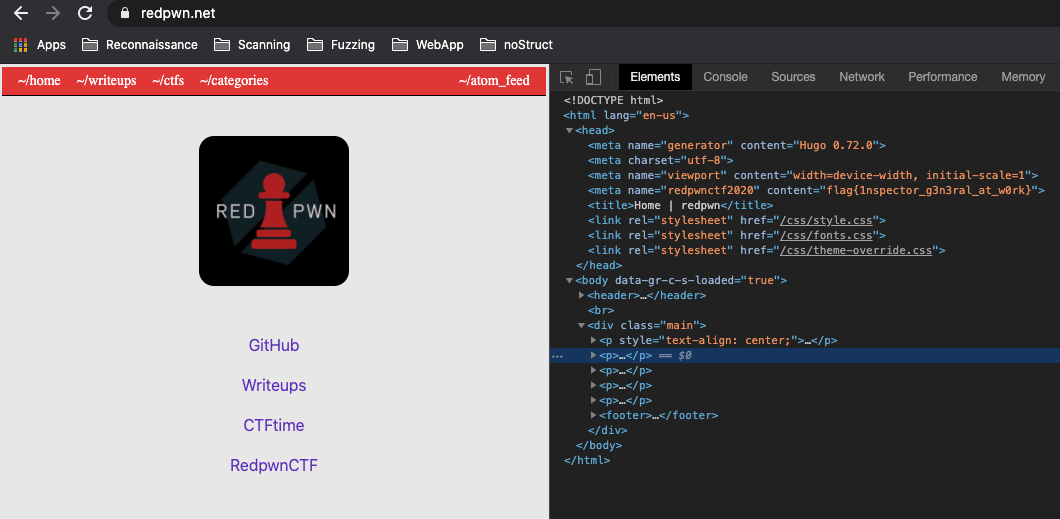 redpwn.net
Apps Reconnaissance Scanning Fuzzing WebApp noStruct
~/home ~/writeups ~/ctfs ~/categories ~/atom_feed
RED PWN
GitHub
Writeups
CTFtime
RedpwnCTF
Elements Console Sources Network Performance Memory
<!DOCTYPE html>
<html lang="en-us">
<head>
<meta name="generator" content="Hugo 0.72.0">
<meta charset="utf-8">
<meta name="viewport" content="width=device-width, initial-scale=1">
<meta name="redpwnctf2020" content="flag{1nspector_g3n3ral_at_w0rk}">
<title>Home | redpwn</title>
<link rel="stylesheet" href="/css/style.css">
<link rel="stylesheet" href="/css/fonts.css">
<link rel="stylesheet" href="/css/theme-override.css">
</head>
<body data-gr-c-s-loaded="true">
<header>…</header>
<br>
<div class="main">
<p style="text-align: center;">…</p>
… <p>…</p> == $0
<p>…</p>
<p>…</p>
<p>…</p>
<footer>…</footer>
</div>
</body>
</html>